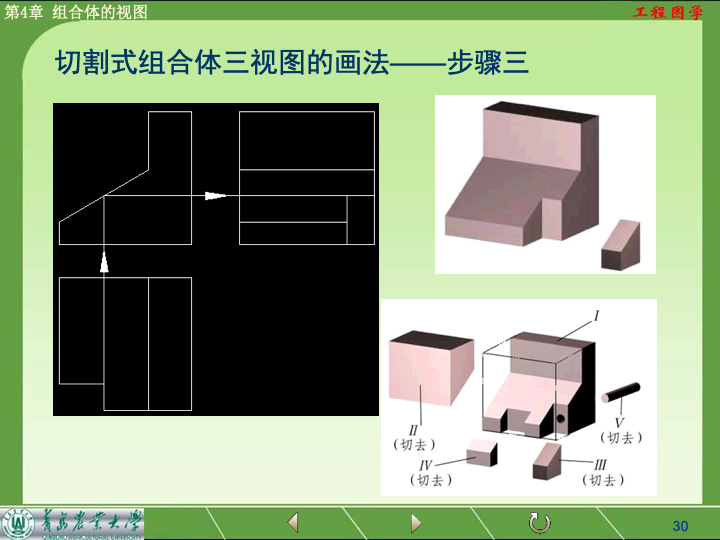 第4章 组合体的视图
工程图学
切割式组合体三视图的画法——步骤三
I
II
(切去)
V
(切去)
IV
(切去)
III
(切去)
青岛农业大学
30